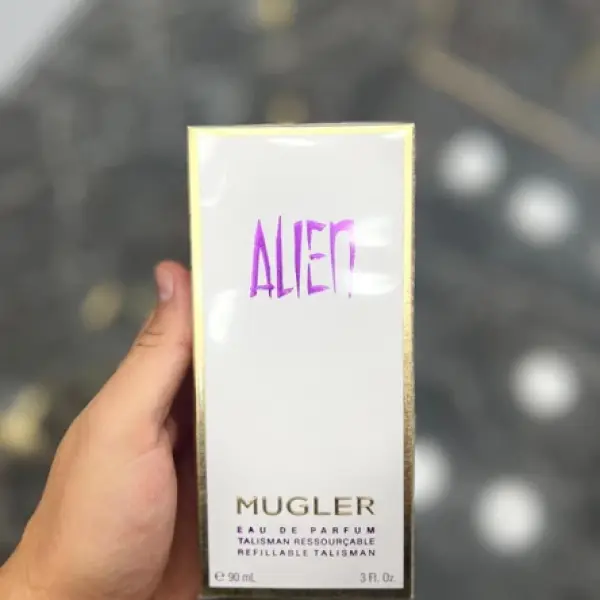 ALIEN
MUGLER
EAU DE PARFUM
TALISMAN RESSOURÇABLE
REFILLABLE TALISMAN
℮ 90 mL 3 Fl. Oz.